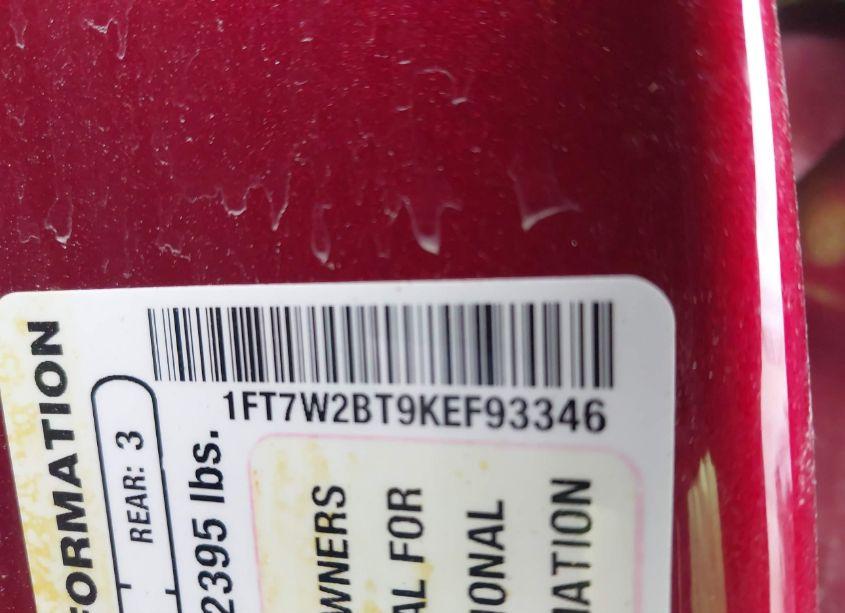 1FT7W2BT9KEF93346
FORMATION
REAR: 3
2395 lbs.
WNERS
AL FOR
IONAL
MATION